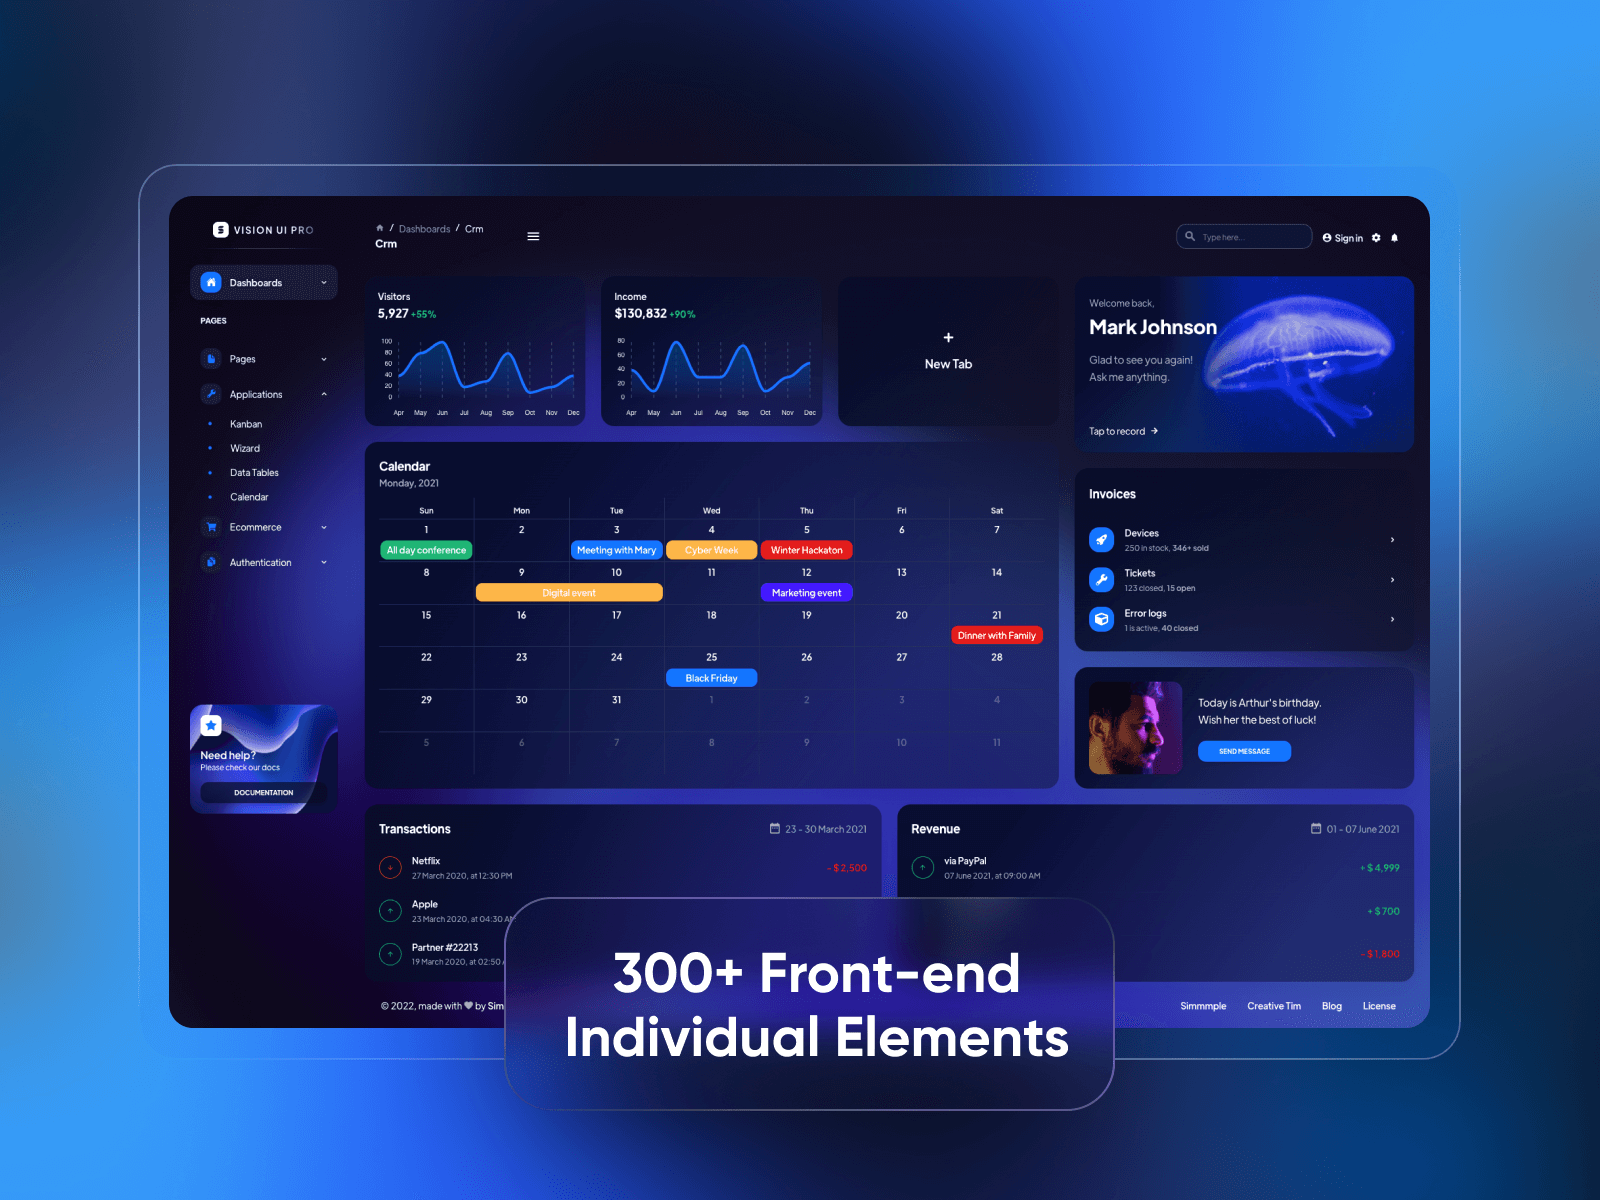 VISION UI PRO
/ Dashboards / Crm
Crm
Type here...
Sign in
Dashboards
PAGES
Pages
Applications
Kanban
Wizard
Data Tables
Calendar
Ecommerce
Authentication
Need help?
Please check our docs
DOCUMENTATION
Visitors
5,927 +55%
100
80
60
40
20
0
Apr May Jun Jul Aug Sep Oct Nov Dec
Income
$130,832 +90%
80
60
40
20
0
Apr May Jun Jul Aug Sep Oct Nov Dec
+
New Tab
Welcome back,
Mark Johnson
Glad to see you again!
Ask me anything.
Tap to record
Calendar
Monday, 2021
Sun Mon Tue Wed Thu Fri Sat
1 2 3 4 5 6 7
All day conference Meeting with Mary Cyber Week Winter Hackaton
8 9 10 11 12 13 14
Digital event Marketing event
15 16 17 18 19 20 21
Dinner with Family
22 23 24 25 26 27 28
Black Friday
29 30 31 1 2 3 4
5 6 7 8 9 10 11
Invoices
Devices
250 in stock, 346+ sold
Tickets
123 closed, 15 open
Error logs
1 is active, 40 closed
Today is Arthur's birthday.
Wish her the best of luck!
SEND MESSAGE
Transactions
23 - 30 March 2021
Netflix
27 March 2020, at 12:30 PM
- $ 2,500
Apple
23 March 2020, at 04:30 AM
Partner #22213
19 March 2020, at 02:50
Revenue
01 - 07 June 2021
via PayPal
07 June 2021, at 09:00 AM
+ $ 4,999
+ $ 700
- $ 1,800
© 2022, made with by Sim
Simmmple
Creative Tim
Blog
License
300+ Front-end
Individual Elements